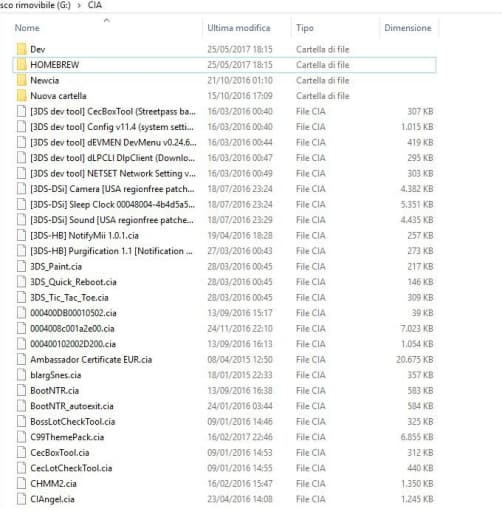 sco rimovibile (G:) > CIA
Nome Ultima modifica Tipo Dimensione
Dev 25/05/2017 18:15 Cartella di file
HOMEBREW 25/05/2017 18:15 Cartella di file
Newcia 21/10/2016 01:10 Cartella di file
Nuova cartella 15/10/2016 17:09 Cartella di file
[3DS dev tool] CecBoxTool (Streetpass ba... 16/03/2016 00:40 File CIA 307 KB
[3DS dev tool] Config v11.4 (system setti... 16/03/2016 00:40 File CIA 1.015 KB
[3DS dev tool] dEVMEN DevMenu v0.24.6... 16/03/2016 00:44 File CIA 419 KB
[3DS dev tool] dLPCLI DlpClient (Downlo... 16/03/2016 00:47 File CIA 295 KB
[3DS dev tool] NETSET Network Setting v... 16/03/2016 00:49 File CIA 303 KB
[3DS-DSi] Camera [USA regionfree patch... 18/07/2016 23:24 File CIA 4.382 KB
[3DS-DSi] Sleep Clock 00048004-4b4d5a5... 18/07/2016 23:24 File CIA 5.351 KB
[3DS-DSi] Sound [USA regionfree patche... 18/07/2016 23:29 File CIA 4.435 KB
[3DS-HB] NotifyMii 1.0.1.cia 19/04/2016 18:28 File CIA 257 KB
[3DS-HB] Purgification 1.1 [Notification ... 27/03/2016 00:43 File CIA 273 KB
3DS_Paint.cia 28/03/2016 00:45 File CIA 217 KB
3DS_Quick_Reboot.cia 28/03/2016 00:45 File CIA 146 KB
3DS_Tic_Tac_Toe.cia 28/03/2016 00:45 File CIA 309 KB
000400DB00010502.cia 13/09/2016 15:17 File CIA 39 KB
0004008c001a2e00.cia 24/11/2016 22:10 File CIA 7.023 KB
000400102002D200.cia 13/09/2016 16:13 File CIA 1.054 KB
Ambassador Certificate EUR.cia 08/04/2015 12:50 File CIA 20.675 KB
blargSnes.cia 18/01/2015 22:33 File CIA 357 KB
BootNTR.cia 13/09/2016 16:38 File CIA 583 KB
BootNTR_autoexit.cia 24/01/2016 03:44 File CIA 584 KB
BossLotCheckTool.cia 09/01/2016 14:46 File CIA 325 KB
C99ThemePack.cia 16/02/2017 22:46 File CIA 6.855 KB
CecBoxTool.cia 09/01/2016 14:53 File CIA 312 KB
CecLotCheckTool.cia 09/01/2016 14:55 File CIA 440 KB
CHMM2.cia 16/02/2016 15:47 File CIA 1.350 KB
CIAngel.cia 23/04/2016 14:08 File CIA 1.245 KB